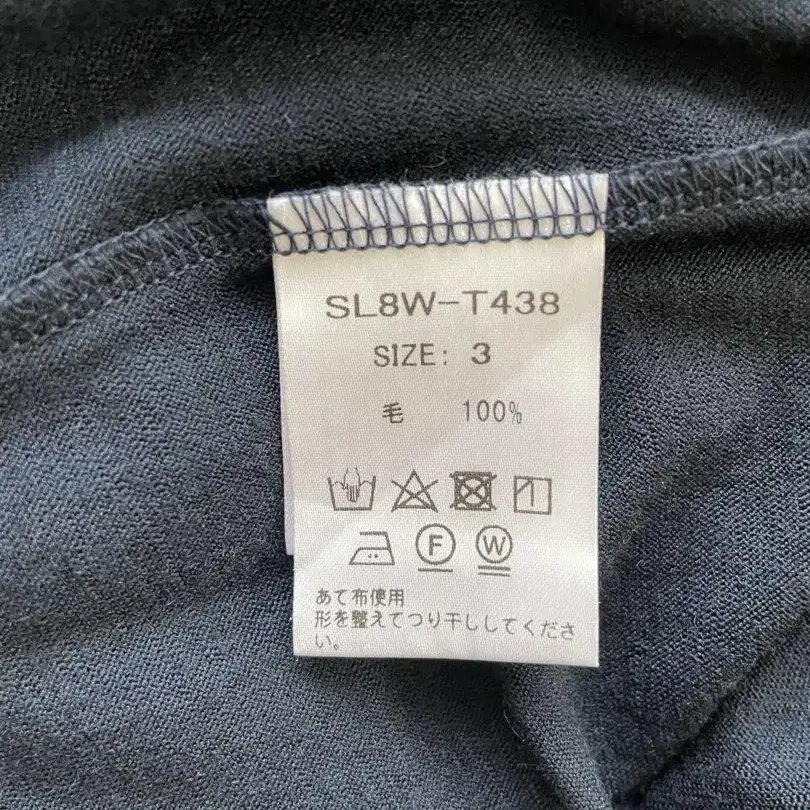 SL8W-T438
SIZE: 3
毛 100%
F W
あて布使用
形を整えてつり干ししてくださ
い。